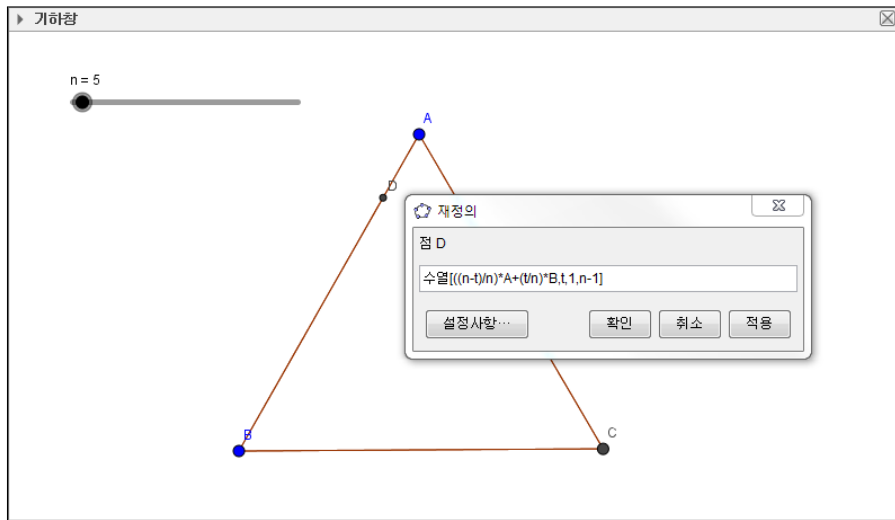 기하창
n = 5
A
D
재정의
점 D
수열[((n-t)/n)*A+(t/n)*B,t,1,n-1]
설정사항… 확인 취소 적용
B
C